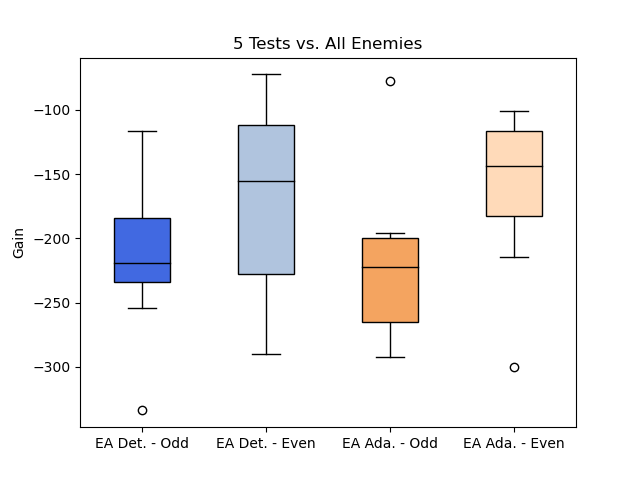 5 Tests vs. All Enemies
Gain
−100
−150
−200
−250
−300
EA Det. - Odd
EA Det. - Even
EA Ada. - Odd
EA Ada. - Even